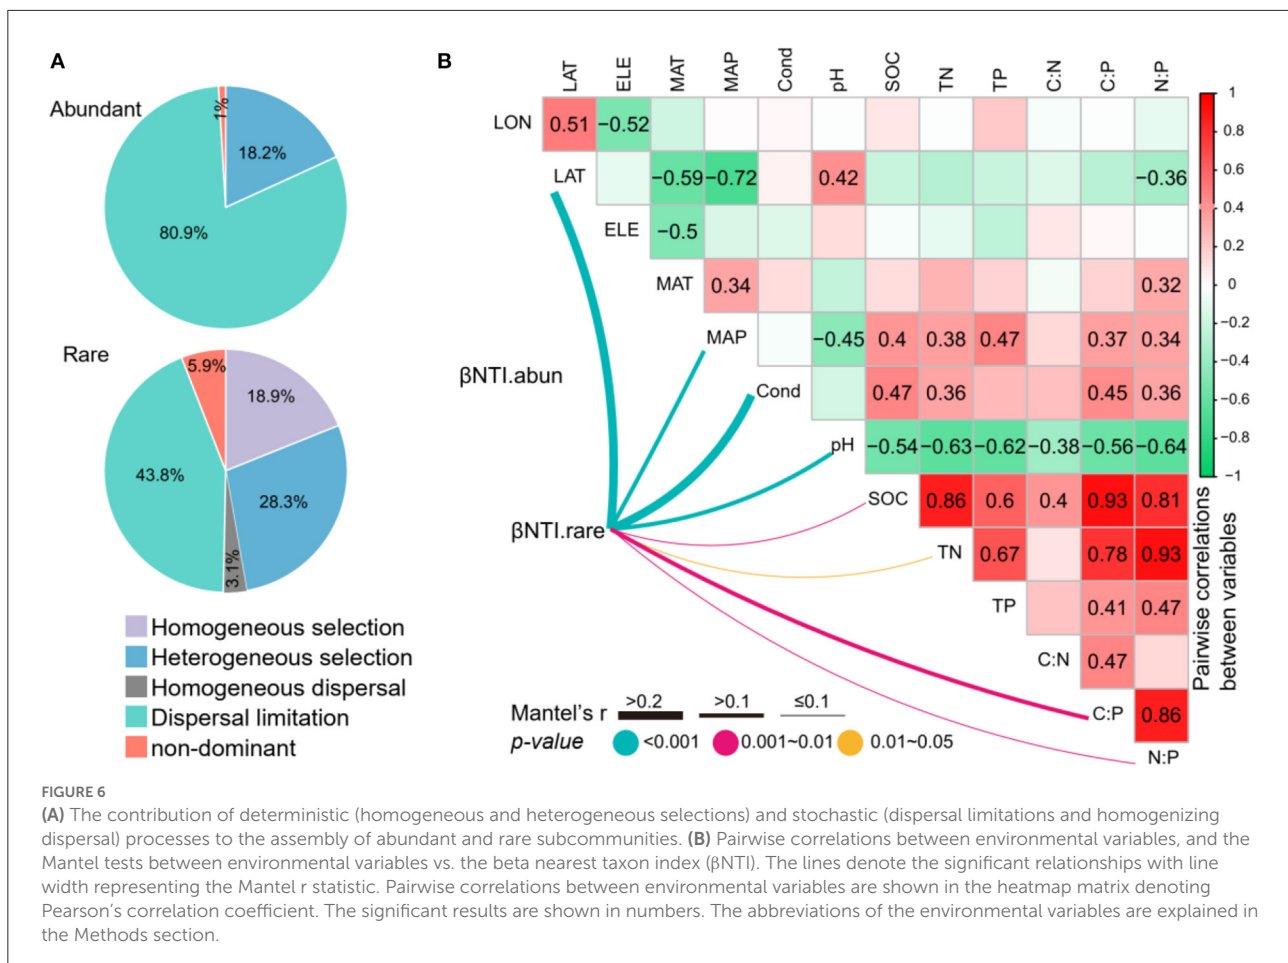 A
Abundant
1%
18.2%
80.9%
Rare
5.9%
18.9%
43.8%
28.3%
3.1%
Homogeneous selection
Heterogeneous selection
Homogeneous dispersal
Dispersal limitation
non-dominant
B
LAT ELE MAT MAP Cond pH SOC TN TP C:N C:P N:P
LON 0.51 −0.52
LAT −0.59 −0.72 0.42 −0.36
ELE −0.5
MAT 0.34 0.32
MAP −0.45 0.4 0.38 0.47 0.37 0.34
Cond 0.47 0.36 0.45 0.36
pH −0.54 −0.63 −0.62 −0.38 −0.56 −0.64
SOC 0.86 0.6 0.4 0.93 0.81
TN 0.67 0.78 0.93
TP 0.41 0.47
C:N 0.47
C:P 0.86
N:P
βNTI.abun
βNTI.rare
Mantel's r >0.2 >0.1 ≤0.1
p-value <0.001 0.001~0.01 0.01~0.05
1
0.8
0.6
0.4
0.2
0
−0.2
−0.4
−0.6
−0.8
−1
Pairwise correlations
between variables
FIGURE 6
(A) The contribution of deterministic (homogeneous and heterogeneous selections) and stochastic (dispersal limitations and homogenizing
dispersal) processes to the assembly of abundant and rare subcommunities. (B) Pairwise correlations between environmental variables, and the
Mantel tests between environmental variables vs. the beta nearest taxon index (βNTI). The lines denote the significant relationships with line
width representing the Mantel r statistic. Pairwise correlations between environmental variables are shown in the heatmap matrix denoting
Pearson's correlation coefficient. The significant results are shown in numbers. The abbreviations of the environmental variables are explained in
the Methods section.